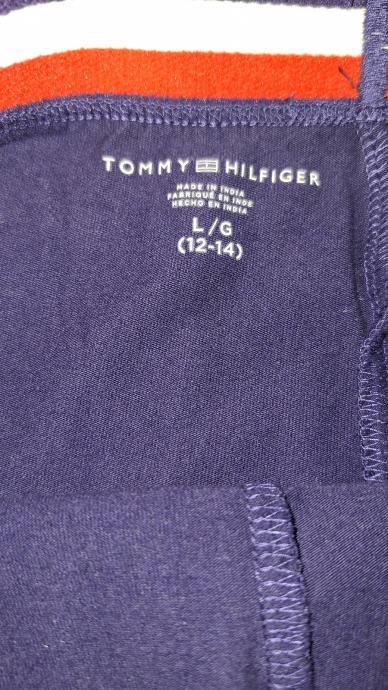 TOMMY HILFIGER
MADE IN INDIA
FABRIQUÉ EN INDE
HECHO EN INDIA
L/G
(12-14)